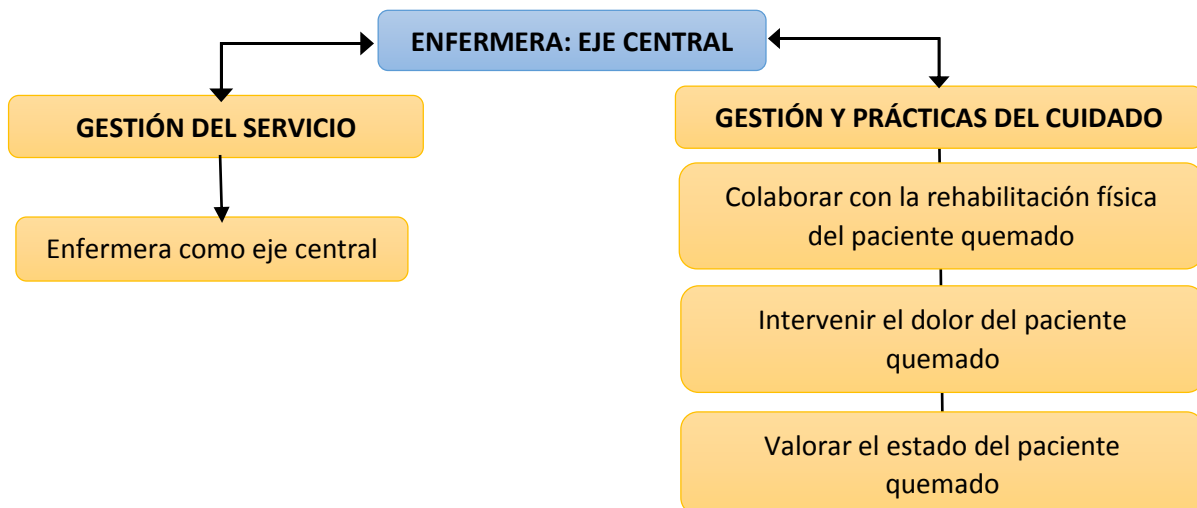 ENFERMERA: EJE CENTRAL
GESTIÓN DEL SERVICIO
Enfermera como eje central
GESTIÓN Y PRÁCTICAS DEL CUIDADO
Colaborar con la rehabilitación física
del paciente quemado
Intervenir el dolor del paciente
quemado
Valorar el estado del paciente
quemado